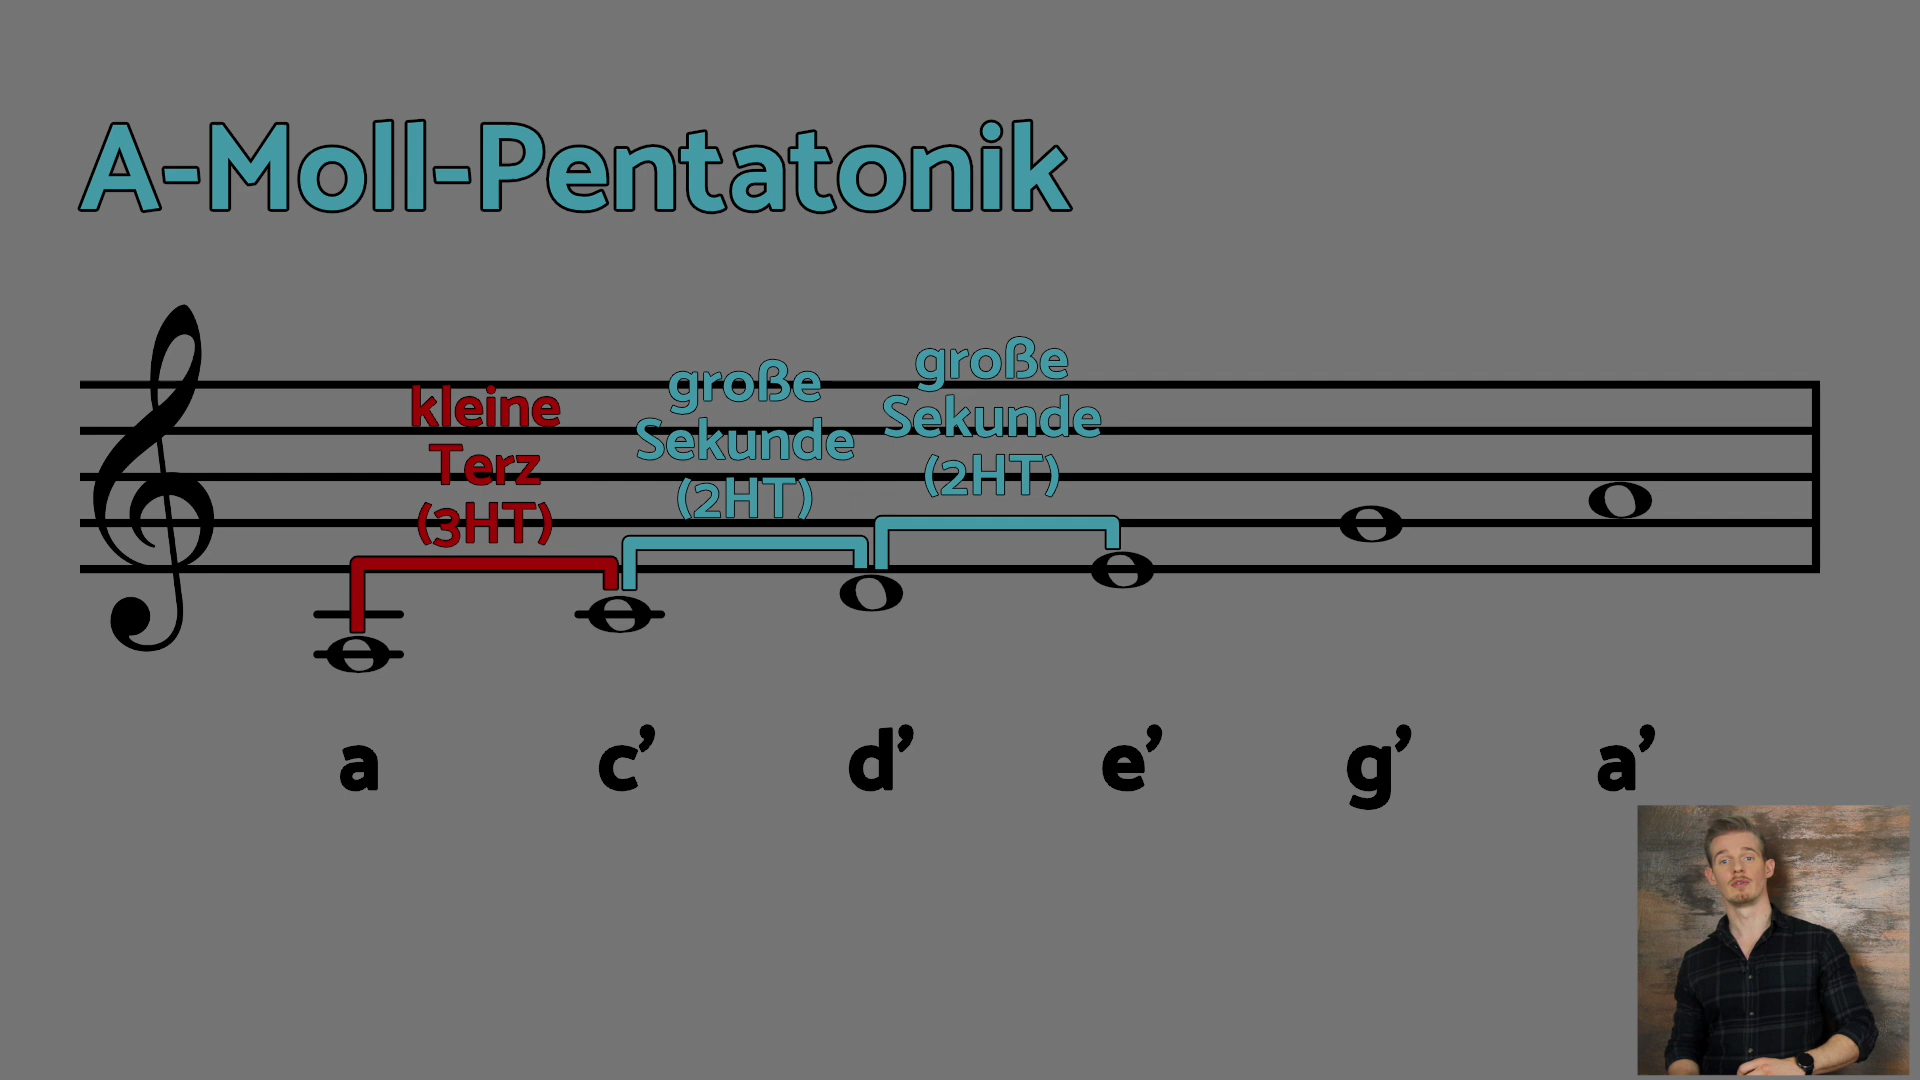 A-Moll-Pentatonik
kleine
Terz
(3HT)
große
Sekunde
(2HT)
große
Sekunde
(2HT)
a c’ d’ e’ g’ a’